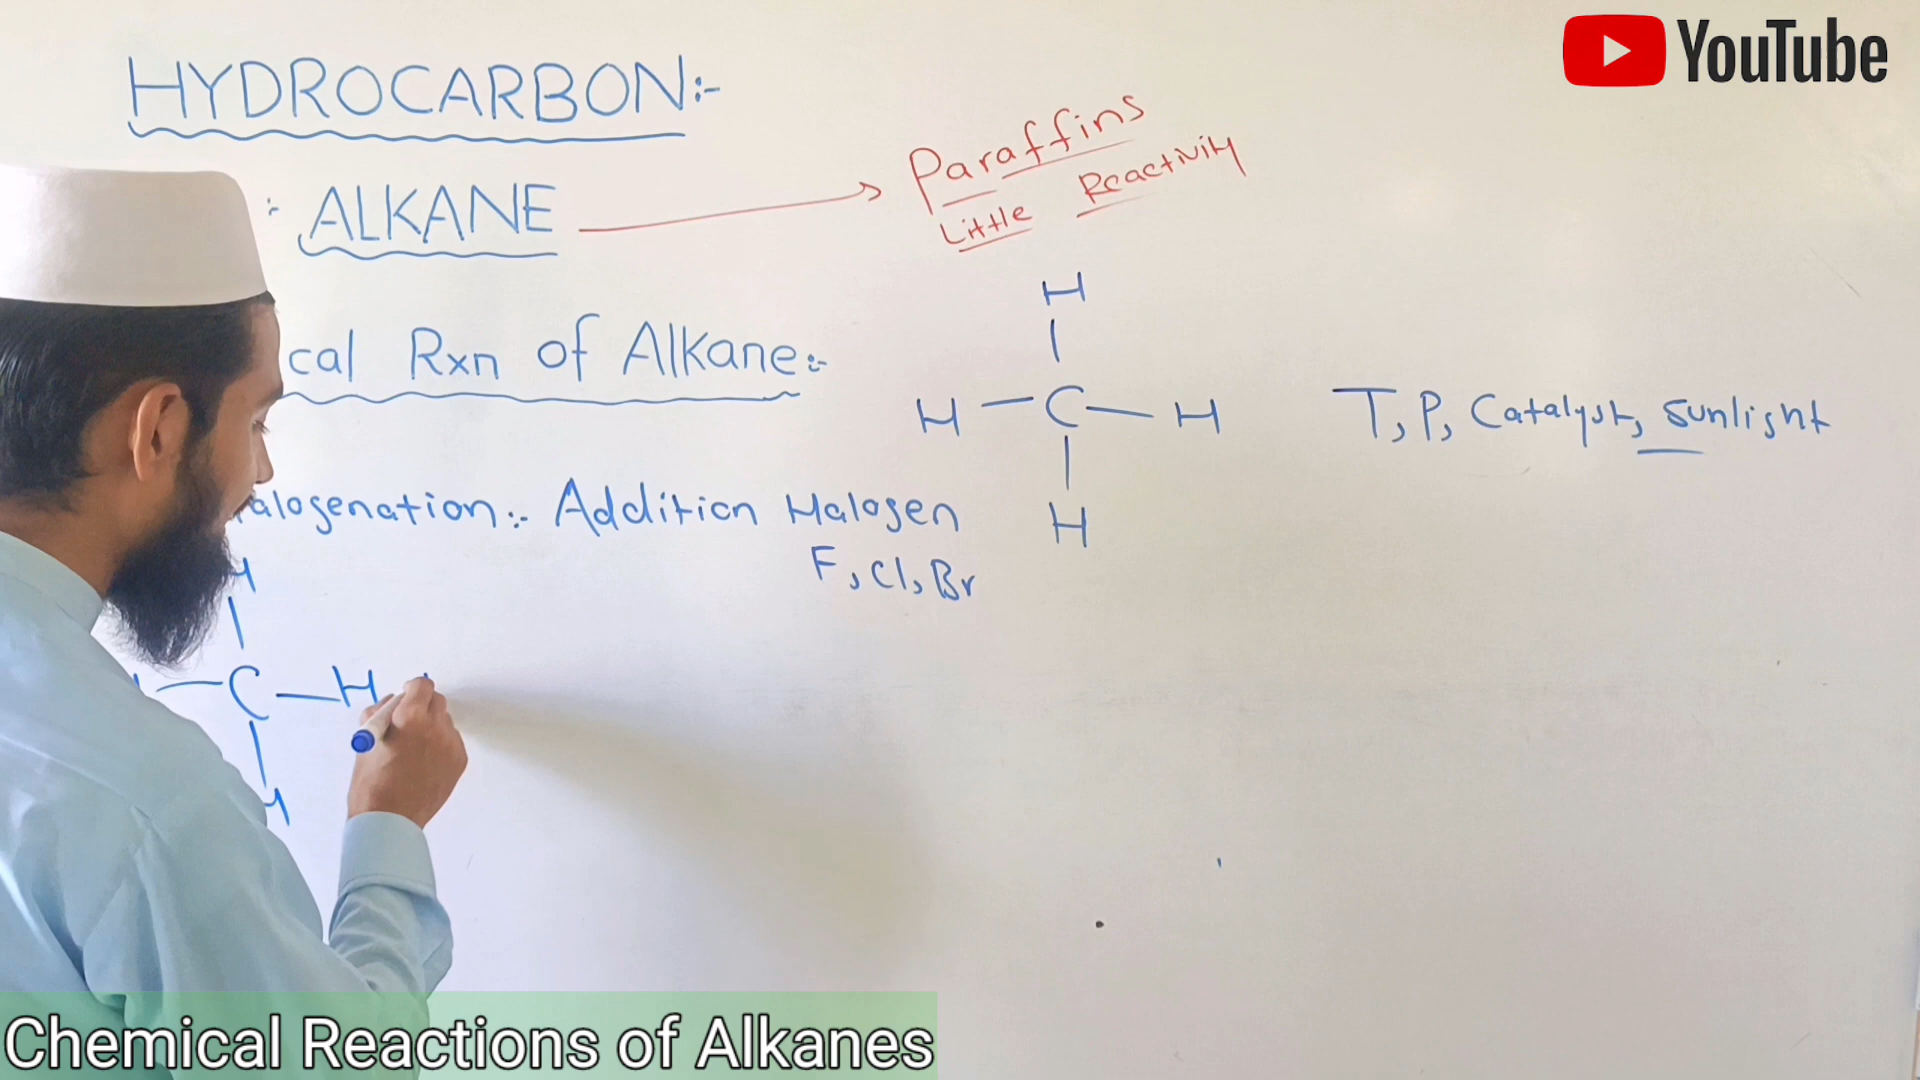 YouTube
HYDROCARBON:-
: ALKANE
Paraffins
Little Reactivity
cal Rxn of Alkane:-
H
H - C - H
H
T, P, Catalyst, Sunlight
alogenation:- Addition Halogen
F, Cl, Br
H
C - H
H
Chemical Reactions of Alkanes